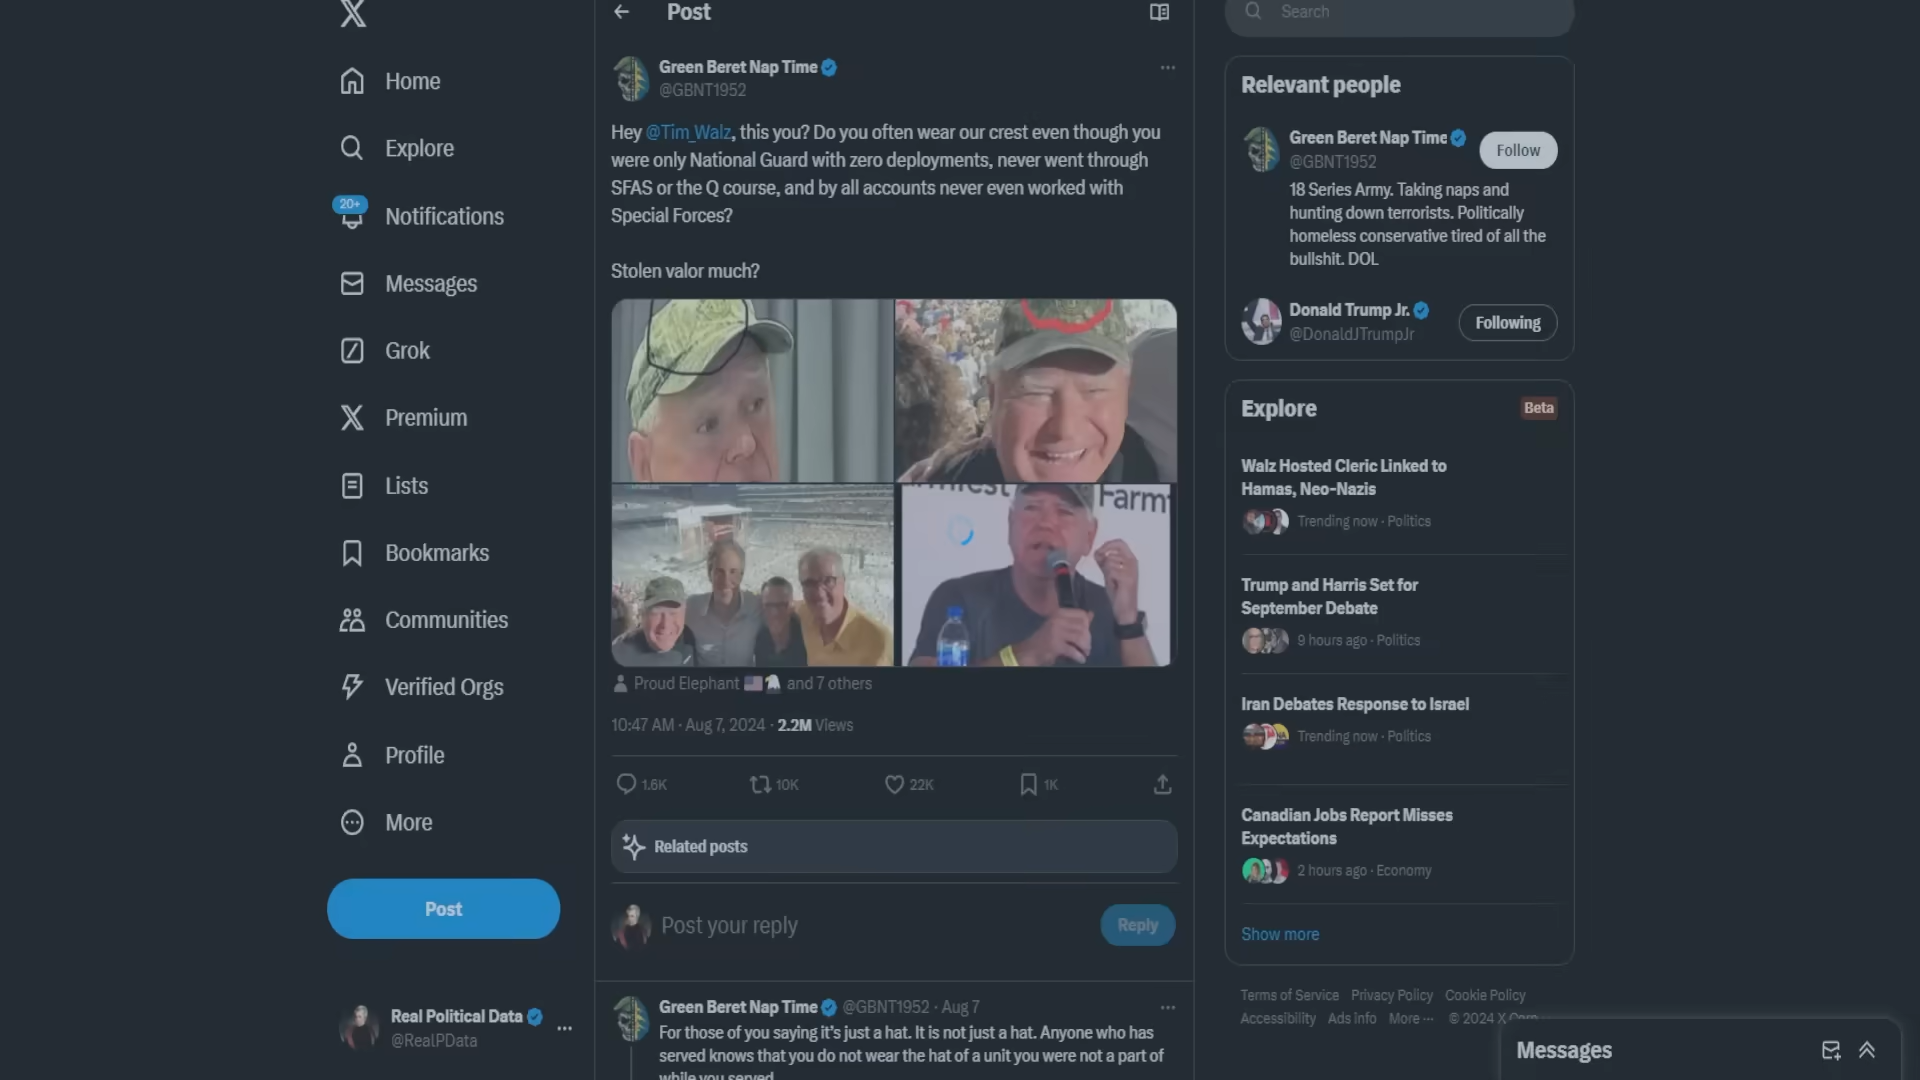 Home
Explore
20+
Notifications
Messages
Grok
Premium
Lists
Bookmarks
Communities
Verified Orgs
Profile
More
Post
Real Political Data
@RealPData
Post
Green Beret Nap Time
@GBNT1952
Hey @Tim_Walz, this you? Do you often wear our crest even though you
were only National Guard with zero deployments, never went through
SFAS or the Q course, and by all accounts never even worked with
Special Forces?
Stolen valor much?
Farm
Proud Elephant and 7 others
10:47 AM · Aug 7, 2024 · 2.2M Views
1.6K 10K 22K 1K
Related posts
Post your reply
Reply
Green Beret Nap Time @GBNT1952 · Aug 7
For those of you saying it's just a hat. It is not just a hat. Anyone who has
served knows that you do not wear the hat of a unit you were not a part of
while you served
Search
Relevant people
Green Beret Nap Time
@GBNT1952
Follow
18 Series Army. Taking naps and
hunting down terrorists. Politically
homeless conservative tired of all the
bullshit. DOL
Donald Trump Jr.
@DonaldJTrumpJr
Following
Explore
Beta
Walz Hosted Cleric Linked to
Hamas, Neo-Nazis
Trending now · Politics
Trump and Harris Set for
September Debate
9 hours ago · Politics
Iran Debates Response to Israel
Trending now · Politics
Canadian Jobs Report Misses
Expectations
2 hours ago · Economy
Show more
Terms of Service Privacy Policy Cookie Policy
Accessibility Ads info More ··· © 2024 X Corp.
Messages